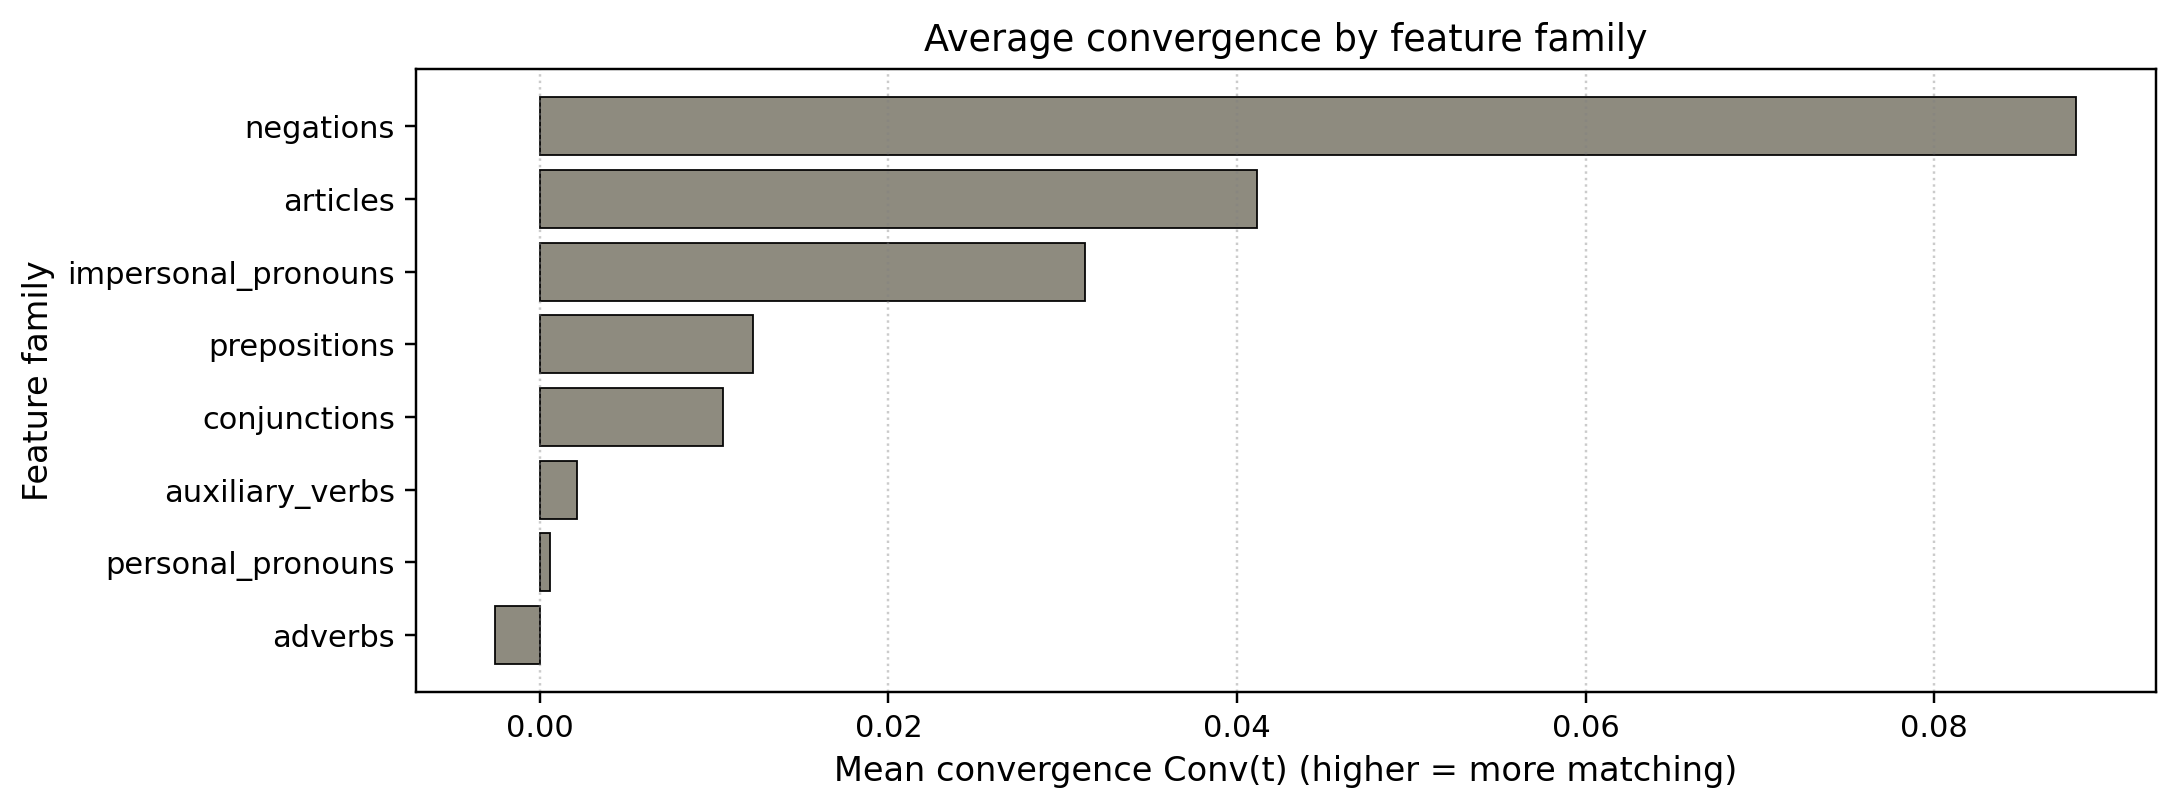 Average convergence by feature family
Feature family
negations
articles
impersonal_pronouns
prepositions
conjunctions
auxiliary_verbs
personal_pronouns
adverbs
0.00 0.02 0.04 0.06 0.08
Mean convergence Conv(t) (higher = more matching)